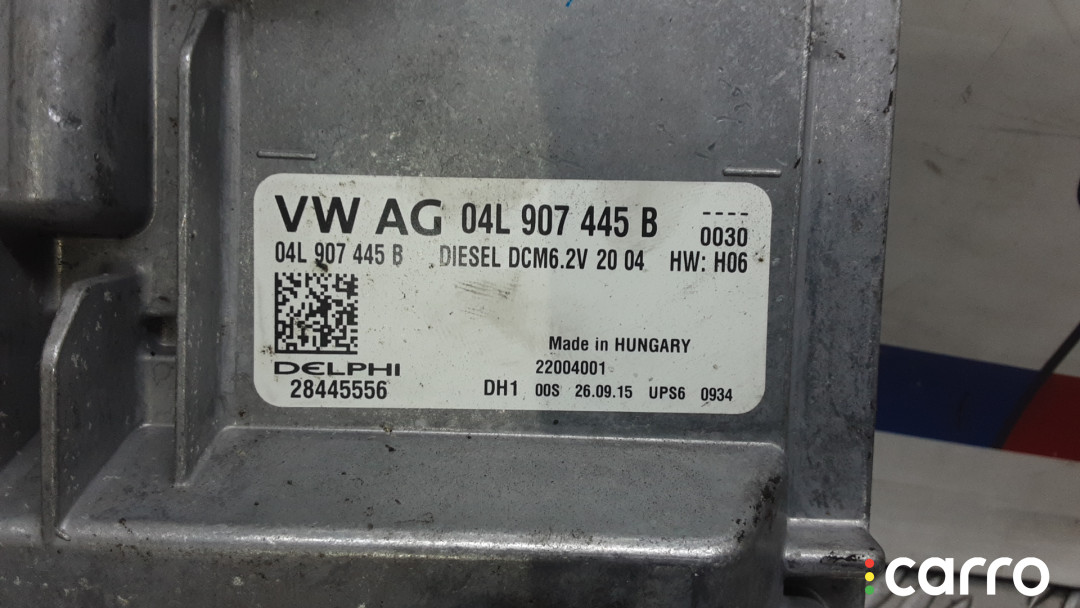 VW AG 04L 907 445 B ----
0030
04L 907 445 B DIESEL DCM6.2V 20 04 HW: H06
Made in HUNGARY
DELPHI 22004001
28445556 DH1 00S 26.09.15 UPS6 0934
carro